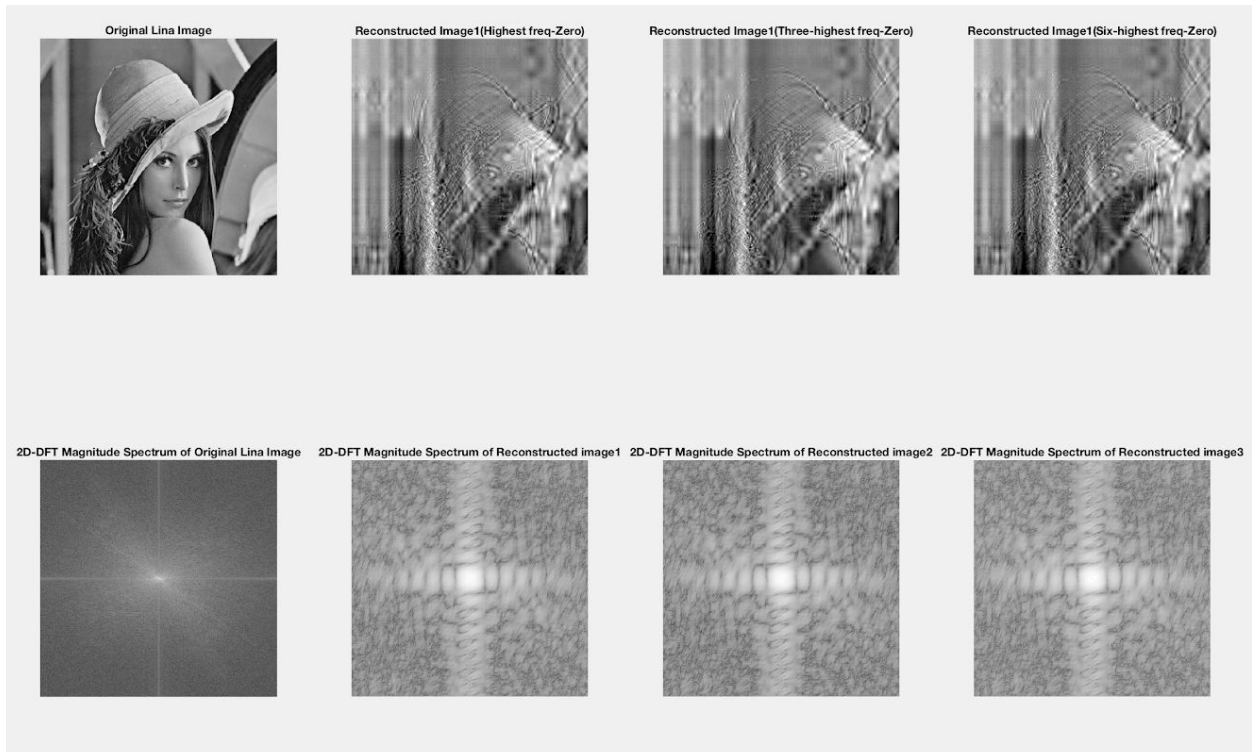 Original Lina Image
Reconstructed Image1(Highest freq-Zero)
Reconstructed Image1(Three-highest freq-Zero)
Reconstructed Image1(Six-highest freq-Zero)
2D-DFT Magnitude Spectrum of Original Lina Image
2D-DFT Magnitude Spectrum of Reconstructed image1
2D-DFT Magnitude Spectrum of Reconstructed image2
2D-DFT Magnitude Spectrum of Reconstructed image3